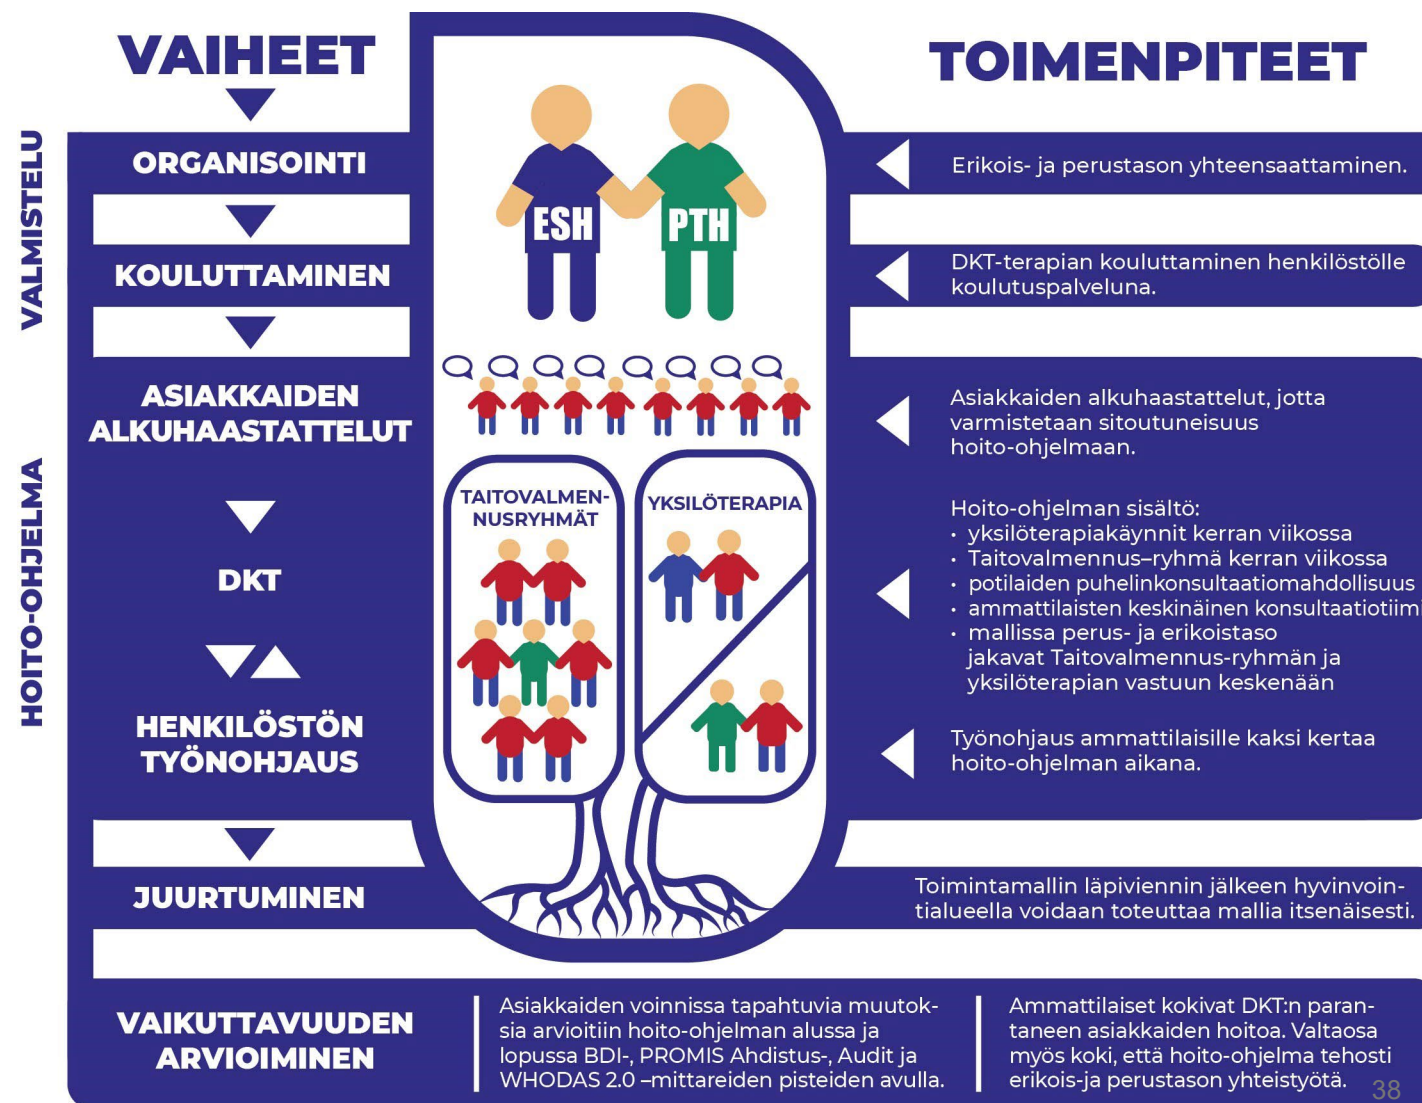 VAIHEET
TOIMENPITEET
VALMISTELU
ORGANISOINTI
ESH
PTH
Erikois- ja perustason yhteensaattaminen.
KOULUTTAMINEN
DKT-terapian kouluttaminen henkilöstölle
koulutuspalveluna.
HOITO-OHJELMA
ASIAKKAIDEN
ALKUHAASTATTELUT
Asiakkaiden alkuhaastattelut, jotta
varmistetaan sitoutuneisuus
hoito-ohjelmaan.
DKT
TAITOVALMEN-
NUSRYHMÄT
YKSILÖTERAPIA
Hoito-ohjelman sisältö:
• yksilöterapiakäynnit kerran viikossa
• Taitovalmennus–ryhmä kerran viikossa
• potilaiden puhelinkonsultaatiomahdollisuus
• ammattilaisten keskinäinen konsultaatiotiimi
• mallissa perus- ja erikoistaso
jakavat Taitovalmennus-ryhmän ja
yksilöterapian vastuun keskenään
HENKILÖSTÖN
TYÖNOHJAUS
Työnohjaus ammattilaisille kaksi kertaa
hoito-ohjelman aikana.
JUURTUMINEN
Toimintamallin läpiviennin jälkeen hyvinvoin-
tialueella voidaan toteuttaa mallia itsenäisesti.
VAIKUTTAVUUDEN
ARVIOIMINEN
Asiakkaiden voinnissa tapahtuvia muutok-
sia arvioitiin hoito-ohjelman alussa ja
lopussa BDI-, PROMIS Ahdistus-, Audit ja
WHODAS 2.0 –mittareiden pisteiden avulla.
Ammattilaiset kokivat DKT:n paran-
taneen asiakkaiden hoitoa. Valtaosa
myös koki, että hoito-ohjelma tehosti
erikois-ja perustason yhteistyötä.
38